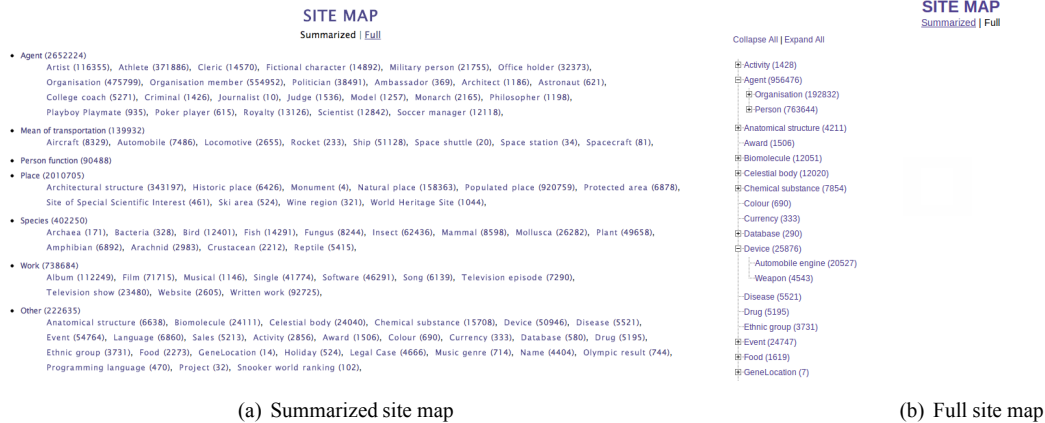 SITE MAP
Summarized | Full
• Agent (2652224)
Artist (116355), Athlete (371886), Cleric (14570), Fictional character (14892), Military person (21755), Office holder (32373),
Organisation (475799), Organisation member (554952), Politician (38491), Ambassador (369), Architect (1186), Astronaut (621),
College coach (5271), Criminal (1426), Journalist (10), Judge (1536), Model (1257), Monarch (2165), Philosopher (1198),
Playboy Playmate (935), Poker player (615), Royalty (13126), Scientist (12842), Soccer manager (12118),
• Mean of transportation (139932)
Aircraft (8329), Automobile (7486), Locomotive (2655), Rocket (233), Ship (51128), Space shuttle (20), Space station (34), Spacecraft (81),
• Person function (90488)
• Place (2010705)
Architectural structure (343197), Historic place (6426), Monument (4), Natural place (158363), Populated place (920759), Protected area (6878),
Site of Special Scientific Interest (461), Ski area (524), Wine region (321), World Heritage Site (1044),
• Species (402250)
Archaea (171), Bacteria (328), Bird (12401), Fish (14291), Fungus (8244), Insect (62436), Mammal (8598), Mollusca (26282), Plant (49658),
Amphibian (6892), Arachnid (2983), Crustacean (2212), Reptile (5415),
• Work (738684)
Album (112249), Film (71715), Musical (1146), Single (41774), Software (46291), Song (6139), Television episode (7290),
Television show (23480), Website (2605), Written work (92725),
• Other (222635)
Anatomical structure (6638), Biomolecule (24111), Celestial body (24040), Chemical substance (15708), Device (50946), Disease (5521),
Event (54764), Language (6860), Sales (5213), Activity (2856), Award (1506), Colour (690), Currency (333), Database (580), Drug (5195),
Ethnic group (3731), Food (2273), GeneLocation (14), Holiday (524), Legal Case (4666), Music genre (714), Name (4404), Olympic result (744),
Programming language (470), Project (32), Snooker world ranking (102),
(a) Summarized site map
SITE MAP
Summarized | Full
Collapse All | Expand All
Activity (1428)
Agent (956476)
Organisation (192832)
Person (763644)
Anatomical structure (4211)
Award (1506)
Biomolecule (12051)
Celestial body (12020)
Chemical substance (7854)
Colour (690)
Currency (333)
Database (290)
Device (25876)
Automobile engine (20527)
Weapon (4543)
Disease (5521)
Drug (5195)
Ethnic group (3731)
Event (24747)
Food (1619)
GeneLocation (7)
(b) Full site map